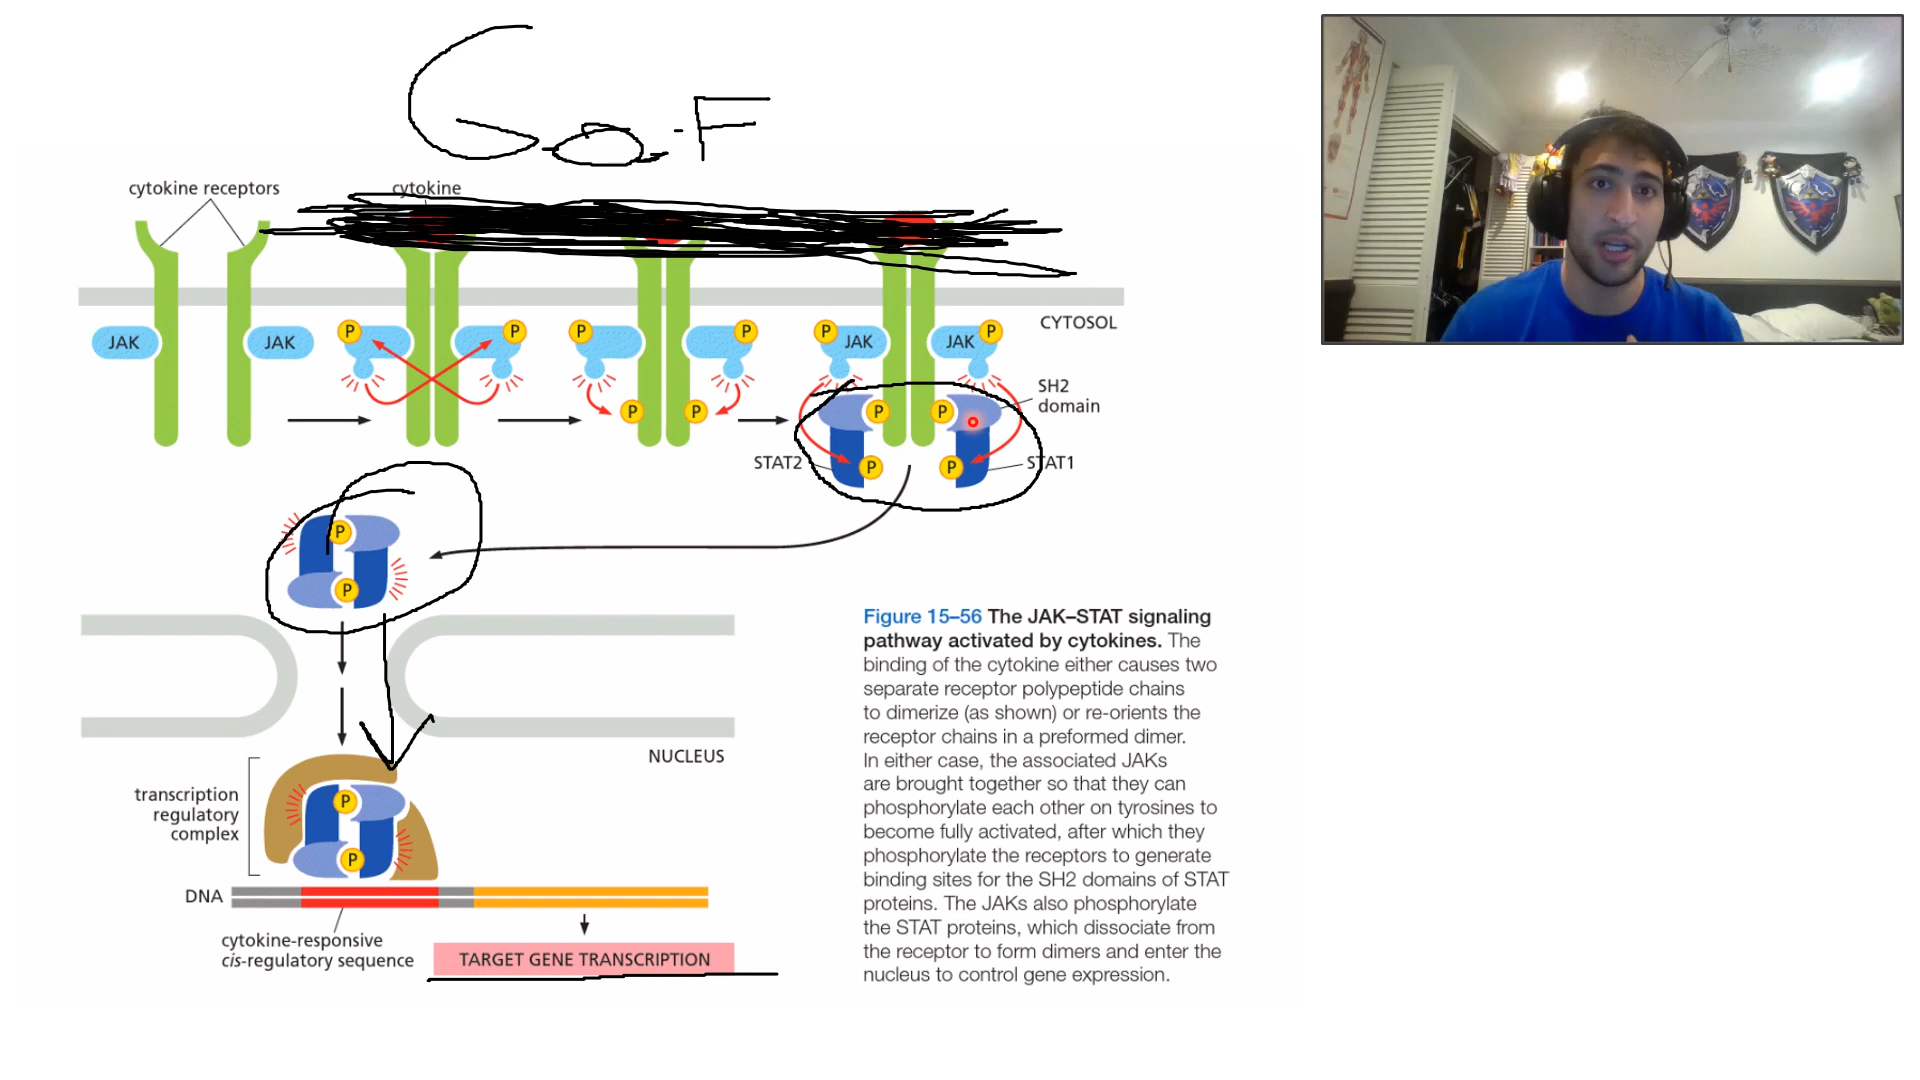 cytokine receptors
cytokine
JAK
JAK
P
P
P
P
P
JAK
JAK
P
CYTOSOL
P
P
P
P
SH2
domain
STAT2
P
P
STAT1
P
P
NUCLEUS
transcription
regulatory
complex
P
P
DNA
cytokine-responsive
cis-regulatory sequence
TARGET GENE TRANSCRIPTION
Figure 15–56 The JAK–STAT signaling
pathway activated by cytokines. The
binding of the cytokine either causes two
separate receptor polypeptide chains
to dimerize (as shown) or re-orients the
receptor chains in a preformed dimer.
In either case, the associated JAKs
are brought together so that they can
phosphorylate each other on tyrosines to
become fully activated, after which they
phosphorylate the receptors to generate
binding sites for the SH2 domains of STAT
proteins. The JAKs also phosphorylate
the STAT proteins, which dissociate from
the receptor to form dimers and enter the
nucleus to control gene expression.